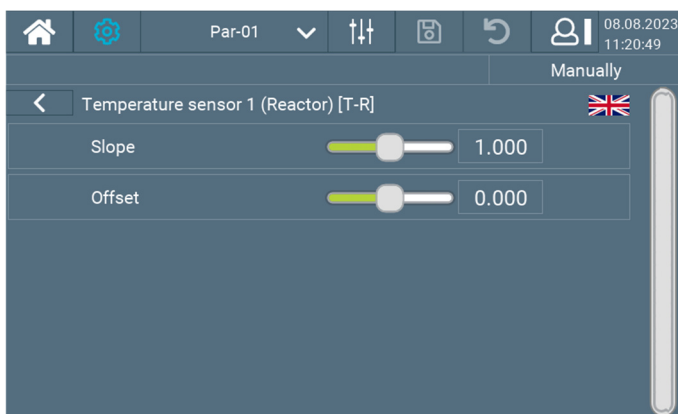 Par-01
08.08.2023
11:20:49
Manually
Temperature sensor 1 (Reactor) [T-R]
Slope 1.000
Offset 0.000